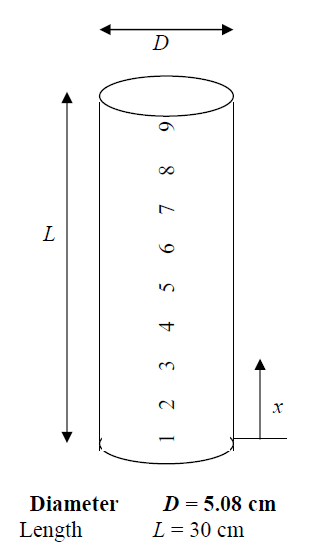 D
9
8
7
L
6
5
4
3
2
x
1
Diameter D = 5.08 cm
Length L = 30 cm